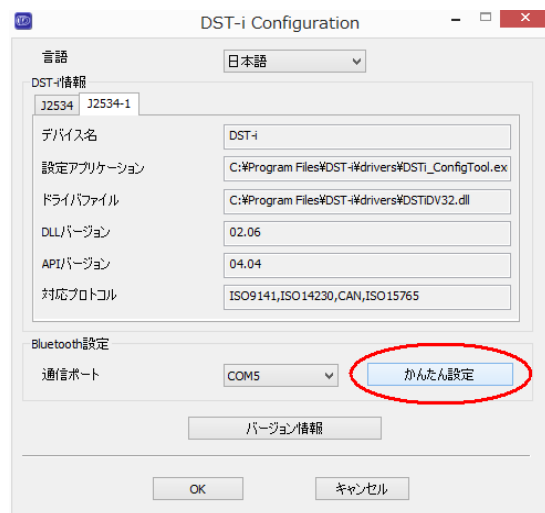 DST-i Configuration
言語
日本語
DST-i情報
J2534
J2534-1
デバイス名
DST-i
設定アプリケーション
C:¥Program Files¥DST-i¥drivers¥DSTi_ConfigTool.ex
ドライバファイル
C:¥Program Files¥DST-i¥drivers¥DSTiDV32.dll
DLLバージョン
02.06
APIバージョン
04.04
対応プロトコル
ISO9141,ISO14230,CAN,ISO15765
Bluetooth設定
通信ポート
COM5
かんたん設定
バージョン情報
OK
キャンセル